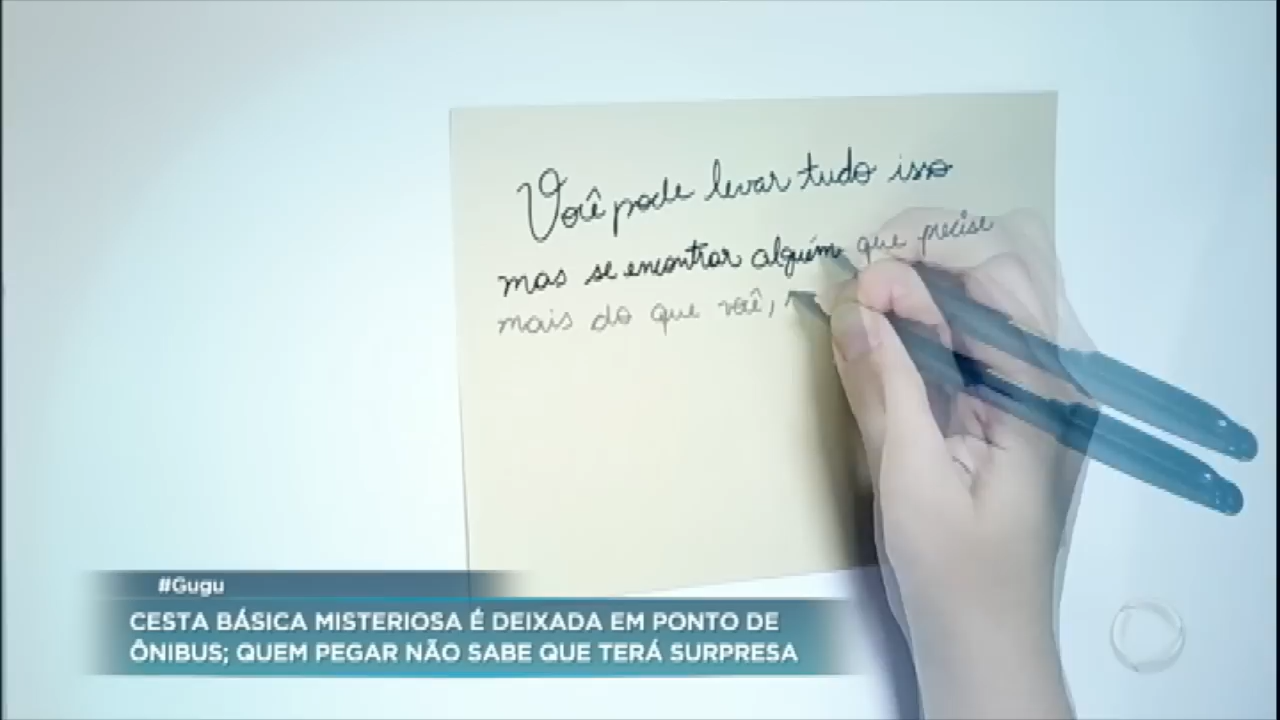 Você pode levar tudo isso
mas se encontrar alguém que precise
mais do que você,
#Gugu
CESTA BÁSICA MISTERIOSA É DEIXADA EM PONTO DE
ÔNIBUS; QUEM PEGAR NÃO SABE QUE TERÁ SURPRESA